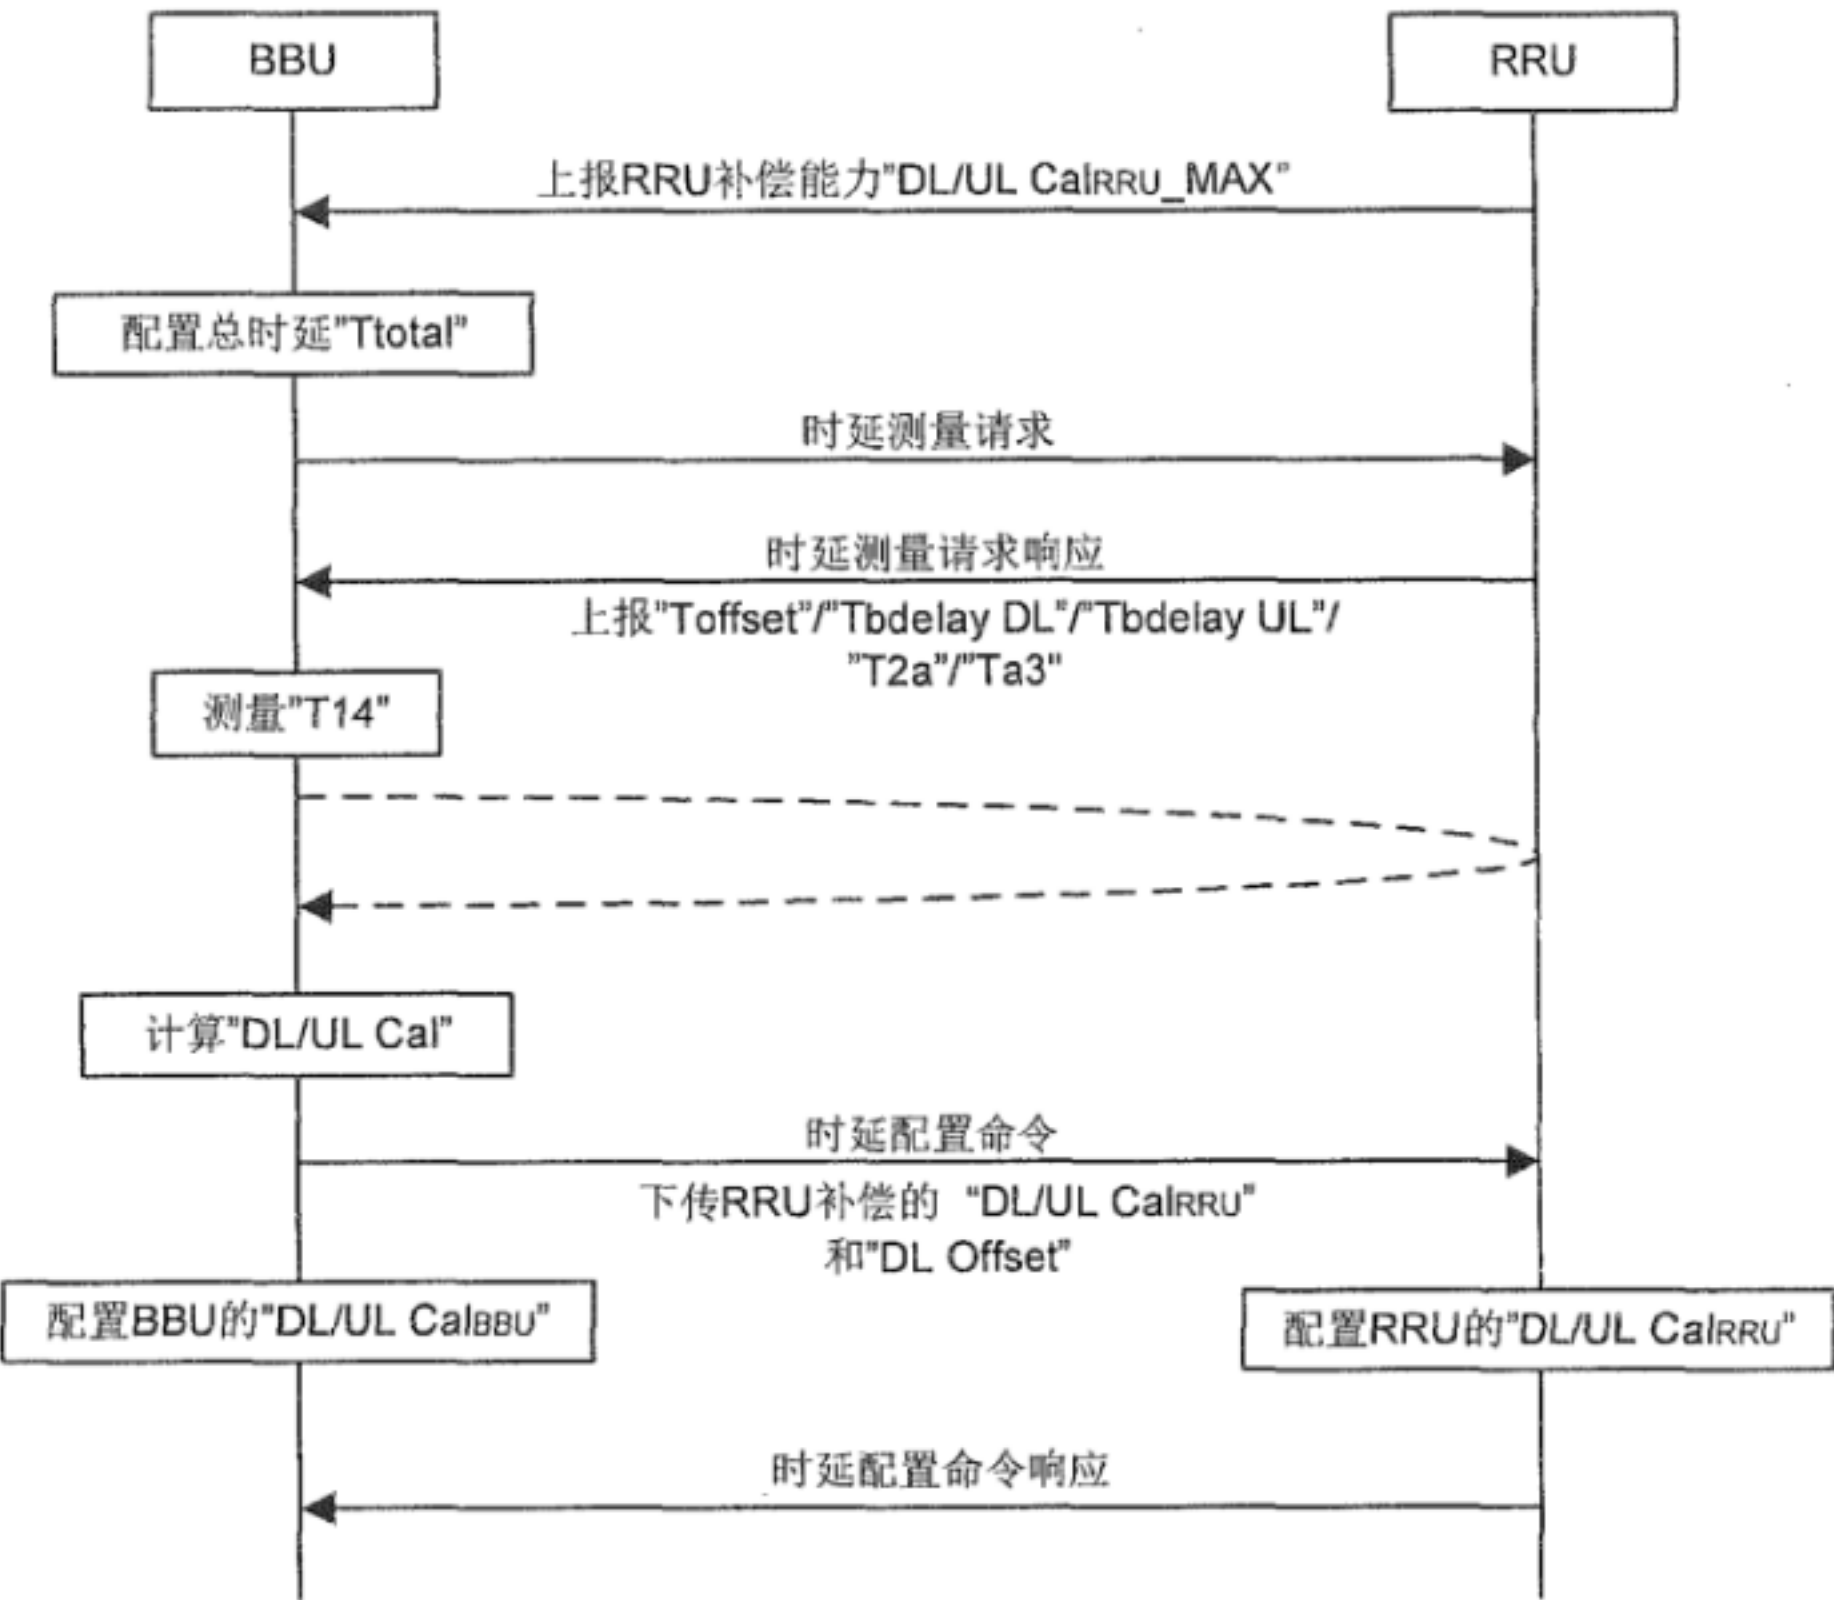 BBU
RRU
上报RRU补偿能力"DL/UL CalRRU_MAX"
配置总时延"Ttotal"
时延测量请求
时延测量请求响应
上报"Toffset"/"Tbdelay DL"/"Tbdelay UL"/
"T2a"/"Ta3"
测量"T14"
计算"DL/UL Cal"
时延配置命令
下传RRU补偿的 "DL/UL CalRRU"
和"DL Offset"
配置BBU的"DL/UL CalBBU"
配置RRU的"DL/UL CalRRU"
时延配置命令响应